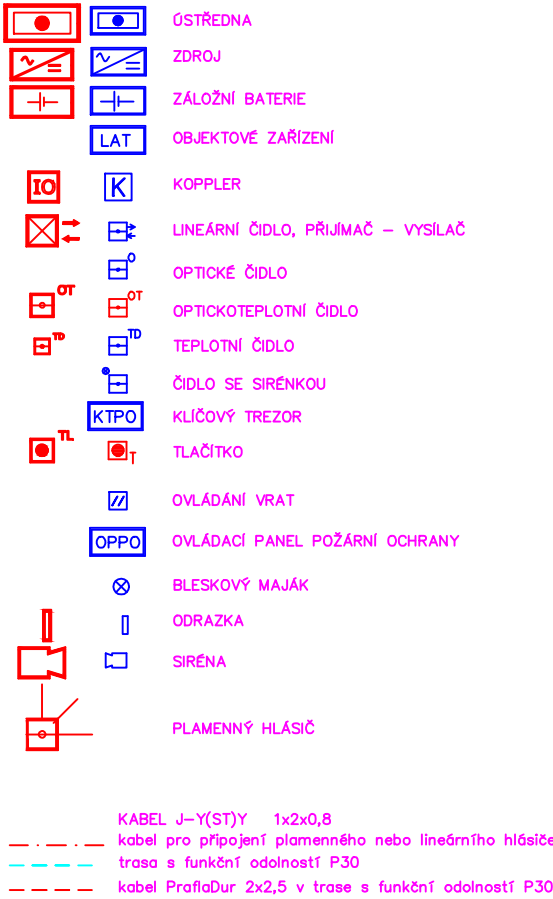 ÚSTŘEDNA
ZDROJ
ZÁLOŽNÍ BATERIE
LAT OBJEKTOVÉ ZAŘÍZENÍ
IO K KOPPLER
LINEÁRNÍ ČIDLO, PŘIJÍMAČ – VYSÍLAČ
O OPTICKÉ ČIDLO
OT OT OPTICKOTEPLOTNÍ ČIDLO
TD TD TEPLOTNÍ ČIDLO
ČIDLO SE SIRÉNKOU
KTPO KLÍČOVÝ TREZOR
TL T TLAČÍTKO
OVLÁDÁNÍ VRAT
OPPO OVLÁDACÍ PANEL POŽÁRNÍ OCHRANY
BLESKOVÝ MAJÁK
ODRAZKA
SIRÉNA
PLAMENNÝ HLÁSIČ
KABEL J–Y(ST)Y 1x2x0,8
kabel pro připojení plamenného nebo lineárního hlásiče
trasa s funkční odolností P30
kabel PraflaDur 2x2,5 v trase s funkční odolností P30